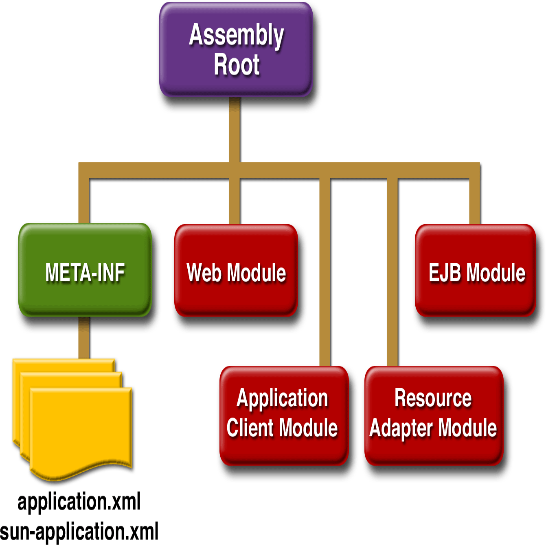 Assembly
Root
META-INF
Web Module
EJB Module
Application
Client Module
Resource
Adapter Module
application.xml
sun-application.xml